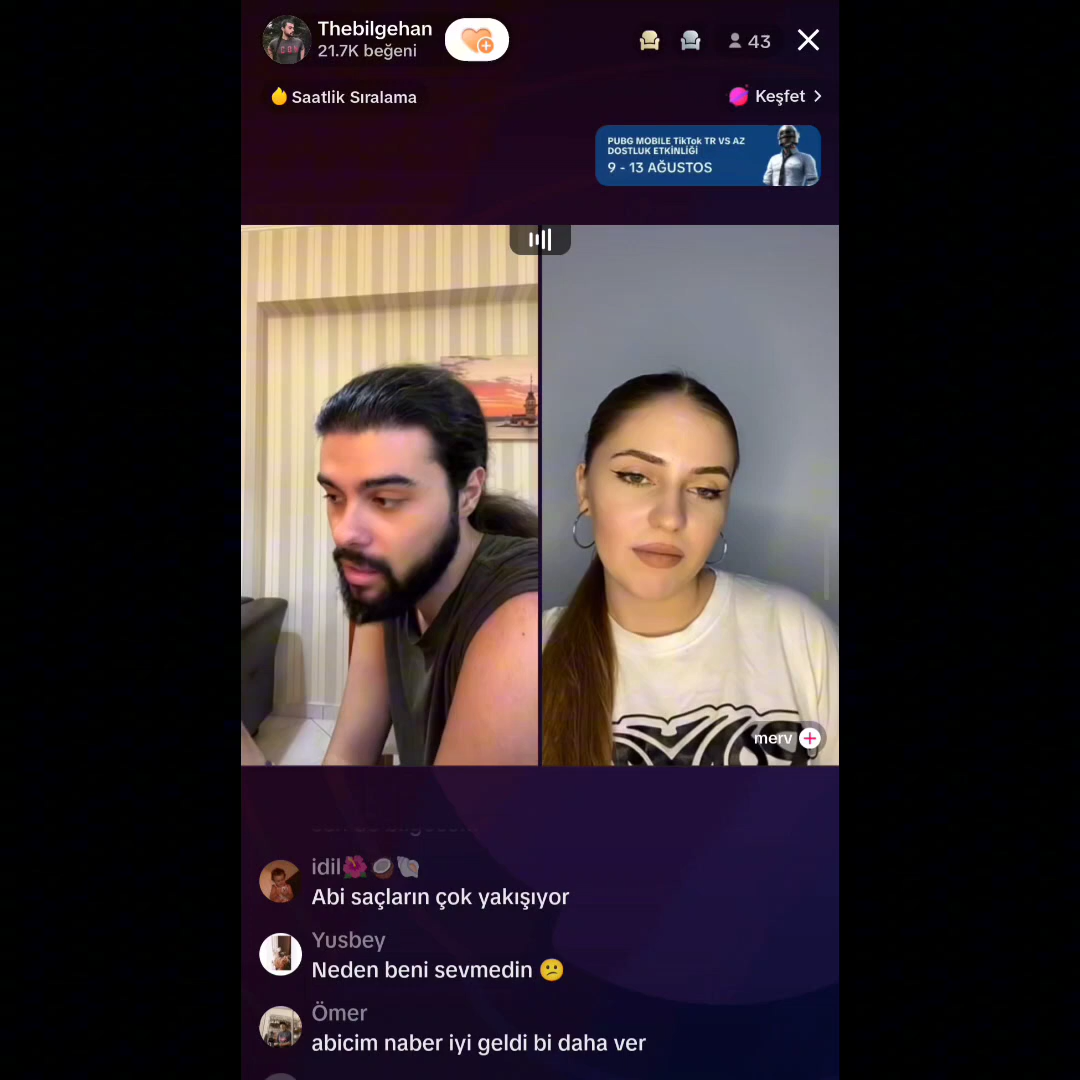 Thebilgehan
21.7K beğeni
43
Saatlik Sıralama
Keşfet
PUBG MOBILE TikTok TR VS AZ
DOSTLUK ETKİNLİĞİ
9 - 13 AĞUSTOS
merv
idil🌺🥥🐚
Abi saçların çok yakışıyor
Yusbey
Neden beni sevmedin 😕
Ömer
abicim naber iyi geldi bi daha ver